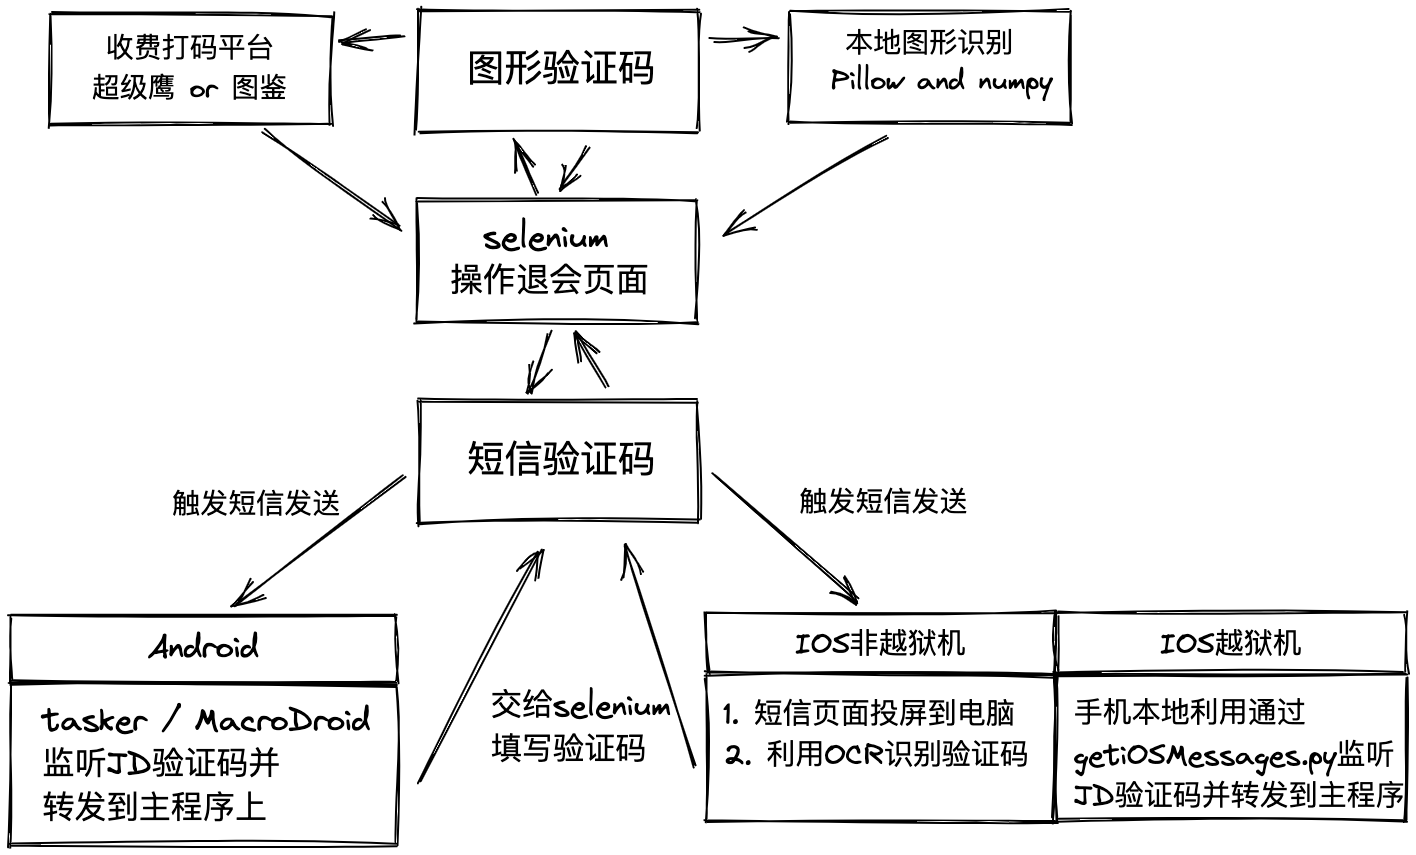 收费打码平台
超级鹰 or 图鉴
图形验证码
本地图形识别
Pillow and numpy
selenium
操作退会页面
短信验证码
触发短信发送
触发短信发送
Android
tasker / MacroDroid
监听JD验证码并
转发到主程序上
交给selenium
填写验证码
IOS非越狱机
1. 短信页面投屏到电脑
2. 利用OCR识别验证码
IOS越狱机
手机本地利用通过
getiOSMessages.py监听
JD验证码并转发到主程序